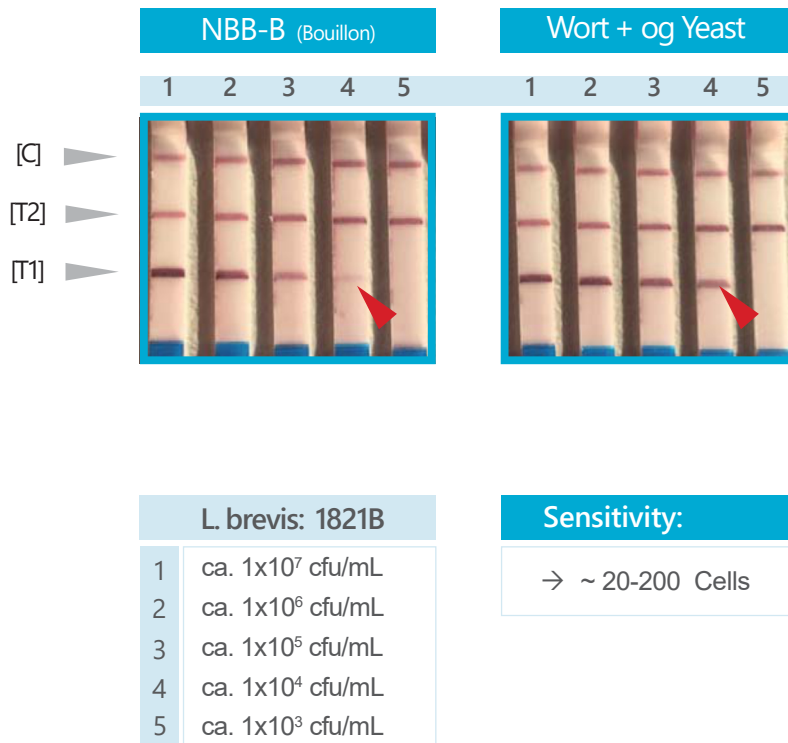 NBB-B (Bouillon)
Wort + og Yeast
1 2 3 4 5
1 2 3 4 5
[C]
[T2]
[T1]
L. brevis: 1821B
1 ca. 1x10⁷ cfu/mL
2 ca. 1x10⁶ cfu/mL
3 ca. 1x10⁵ cfu/mL
4 ca. 1x10⁴ cfu/mL
5 ca. 1x10³ cfu/mL
Sensitivity:
→ ~ 20-200 Cells